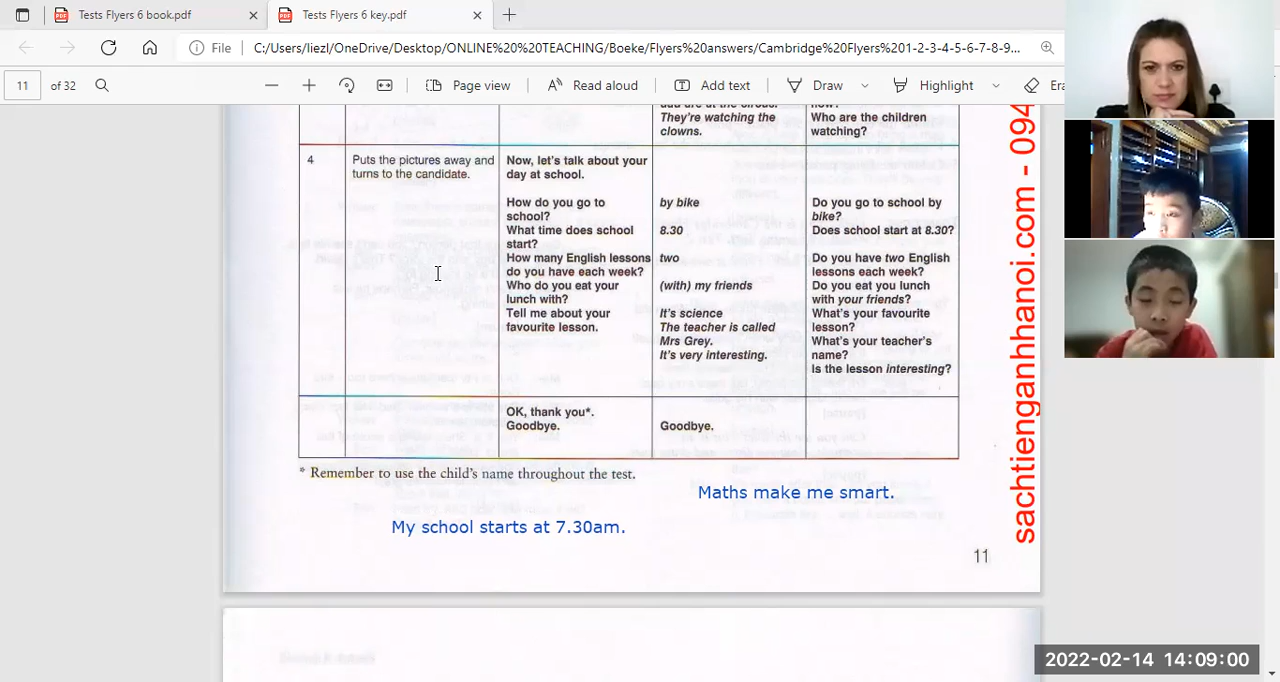 Tests Flyers 6 book.pdf
Tests Flyers 6 key.pdf
File
C:/Users/liezl/OneDrive/Desktop/ONLINE%20%20TEACHING/Boeke/Flyers%20answers/Cambridge%20Flyers%201-2-3-4-5-6-7-8-9...
11 of 32
Page view
Read aloud
Add text
Draw
Highlight
Era
They're watching the
clowns.
Who are the children
watching?
4
Puts the pictures away and
turns to the candidate.
Now, let's talk about your
day at school.
How do you go to
school?
What time does school
start?
How many English lessons
do you have each week?
Who do you eat your
lunch with?
Tell me about your
favourite lesson.
by bike
8.30
two
(with) my friends
It's science
The teacher is called
Mrs Grey.
It's very interesting.
Do you go to school by
bike?
Does school start at 8.30?
Do you have two English
lessons each week?
Do you eat you lunch
with your friends?
What's your favourite
lesson?
What's your teacher's
name?
Is the lesson interesting?
OK, thank you*.
Goodbye.
Goodbye.
* Remember to use the child's name throughout the test.
Maths make me smart.
My school starts at 7.30am.
11
sachtienganhhanoi.com - 094
2022-02-14 14:09:00